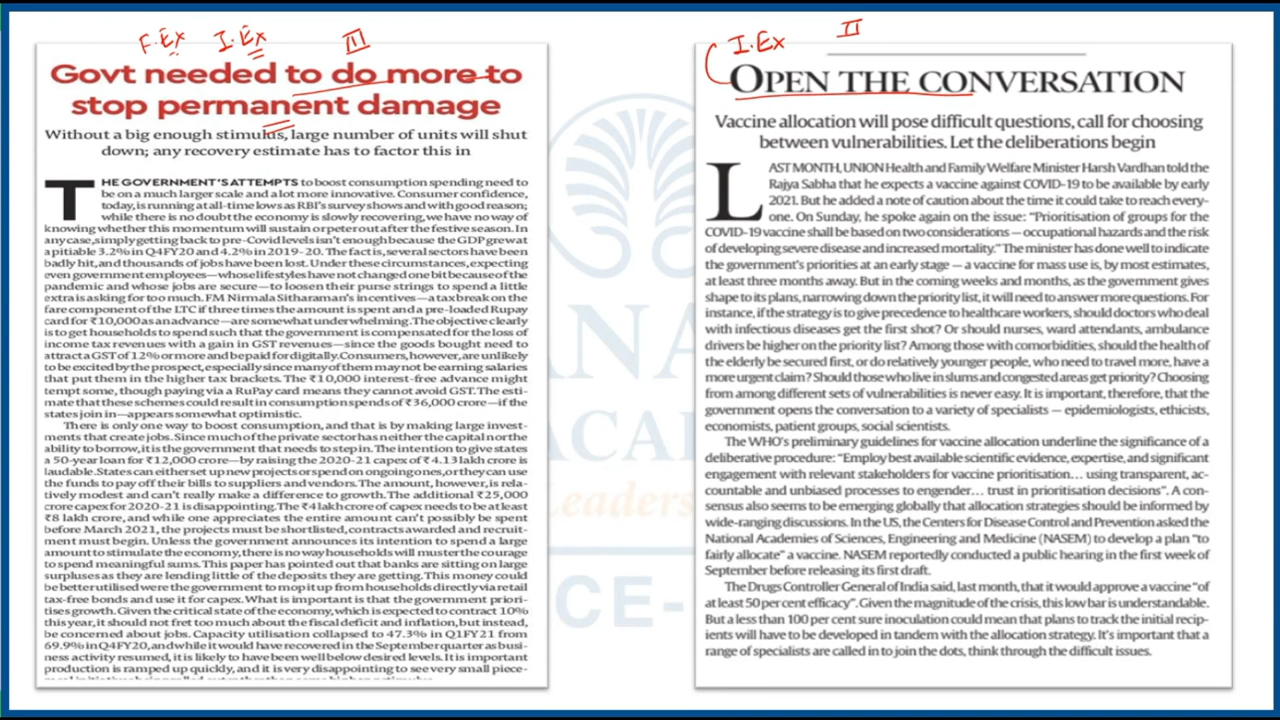 F.Ex I.Ex III
Govt needed to do more to
stop permanent damage
Without a big enough stimulus, large number of units will shut
down; any recovery estimate has to factor this in
THE GOVERNMENT'S ATTEMPTS to boost consumption spending need to
be on a much larger scale and a lot more innovative. Consumer confidence,
today, is running at all-time lows as RBI's survey shows and with good reason;
while there is no doubt the economy is slowly recovering, we have no way of
knowing whether this momentum will sustain or peter out after the festive season. In
any case, simply getting back to pre-Covid levels isn't enough because the GDP grew at
a pitiable 3.2% in Q4FY20 and 4.2% in 2019-20. The fact is, several sectors have been
badly hit, and thousands of jobs have been lost. Under these circumstances, expecting
even government employees—whose lifestyles have not changed one bit because of the
pandemic and whose jobs are secure—to loosen their purse strings to spend a little
extra is asking for too much. FM Nirmala Sitharaman's incentives—a tax break on the
fare component of the LTC if three times the amount is spent and a pre-loaded Rupay
card for ₹10,000 as an advance—are somewhat underwhelming. The objective clearly
is to get households to spend such that the government is compensated for the loss of
income tax revenues with a gain in GST revenues—since the goods bought need to
attract a GST of 12% or more and be paid for digitally. Consumers, however, are unlikely
to be excited by the prospect, especially since many of them may not be earning salaries
that put them in the higher tax brackets. The ₹10,000 interest-free advance might
tempt some, though paying via a RuPay card means they cannot avoid GST. The esti-
mate that these schemes could result in consumption spends of ₹36,000 crore—if the
states join in—appears somewhat optimistic.
There is only one way to boost consumption, and that is by making large invest-
ments that create jobs. Since much of the private sector has neither the capital nor the
ability to borrow, it is the government that needs to step in. The intention to give states
a 50-year loan for ₹12,000 crore—by raising the 2020-21 capex of ₹4.13 lakh crore is
laudable. States can either set up new projects or spend on ongoing ones, or they can use
the funds to pay off their bills to suppliers and vendors. The amount, however, is rela-
tively modest and can't really make a difference to growth. The additional ₹25,000
crore capex for 2020-21 is disappointing. The ₹4 lakh crore of capex needs to be at least
₹8 lakh crore, and while one appreciates the entire amount can't possibly be spent
before March 2021, the projects must be shortlisted, contracts awarded and recruit-
ment must begin. Unless the government announces its intention to spend a large
amount to stimulate the economy, there is no way households will muster the courage
to spend meaningful sums. This paper has pointed out that banks are sitting on large
surpluses as they are lending little of the deposits they are getting. This money could
be better utilised were the government to mop it up from households directly via retail
tax-free bonds and use it for capex. What is important is that the government priori-
tises growth. Given the critical state of the economy, which is expected to contract 10%
this year, it should not fret too much about the fiscal deficit and inflation, but instead,
be concerned about jobs. Capacity utilisation collapsed to 47.3% in Q1FY21 from
69.9% in Q4FY20, and while it would have recovered in the September quarter as busi-
ness activity resumed, it is likely to have been well below desired levels. It is important
production is ramped up quickly, and it is very disappointing to see very small piece-
I.Ex II
OPEN THE CONVERSATION
Vaccine allocation will pose difficult questions, call for choosing
between vulnerabilities. Let the deliberations begin
LAST MONTH, UNION Health and Family Welfare Minister Harsh Vardhan told the
Rajya Sabha that he expects a vaccine against COVID-19 to be available by early
2021. But he added a note of caution about the time it could take to reach every-
one. On Sunday, he spoke again on the issue: "Prioritisation of groups for the
COVID-19 vaccine shall be based on two considerations — occupational hazards and the risk
of developing severe disease and increased mortality." The minister has done well to indicate
the government's priorities at an early stage — a vaccine for mass use is, by most estimates,
at least three months away. But in the coming weeks and months, as the government gives
shape to its plans, narrowing down the priority list, it will need to answer more questions. For
instance, if the strategy is to give precedence to healthcare workers, should doctors who deal
with infectious diseases get the first shot? Or should nurses, ward attendants, ambulance
drivers be higher on the priority list? Among those with comorbidities, should the health of
the elderly be secured first, or do relatively younger people, who need to travel more, have a
more urgent claim? Should those who live in slums and congested areas get priority? Choosing
from among different sets of vulnerabilities is never easy. It is important, therefore, that the
government opens the conversation to a variety of specialists — epidemiologists, ethicists,
economists, patient groups, social scientists.
The WHO's preliminary guidelines for vaccine allocation underline the significance of a
deliberative procedure: "Employ best available scientific evidence, expertise, and significant
engagement with relevant stakeholders for vaccine prioritisation... using transparent, ac-
countable and unbiased processes to engender... trust in prioritisation decisions". A con-
sensus also seems to be emerging globally that allocation strategies should be informed by
wide-ranging discussions. In the US, the Centers for Disease Control and Prevention asked the
National Academies of Sciences, Engineering and Medicine (NASEM) to develop a plan "to
fairly allocate" a vaccine. NASEM reportedly conducted a public hearing in the first week of
September before releasing its first draft.
The Drugs Controller General of India said, last month, that it would approve a vaccine "of
at least 50 per cent efficacy". Given the magnitude of the crisis, this low bar is understandable.
But a less than 100 per cent sure inoculation could mean that plans to track the initial recip-
ients will have to be developed in tandem with the allocation strategy. It's important that a
range of specialists are called in to join the dots, think through the difficult issues.